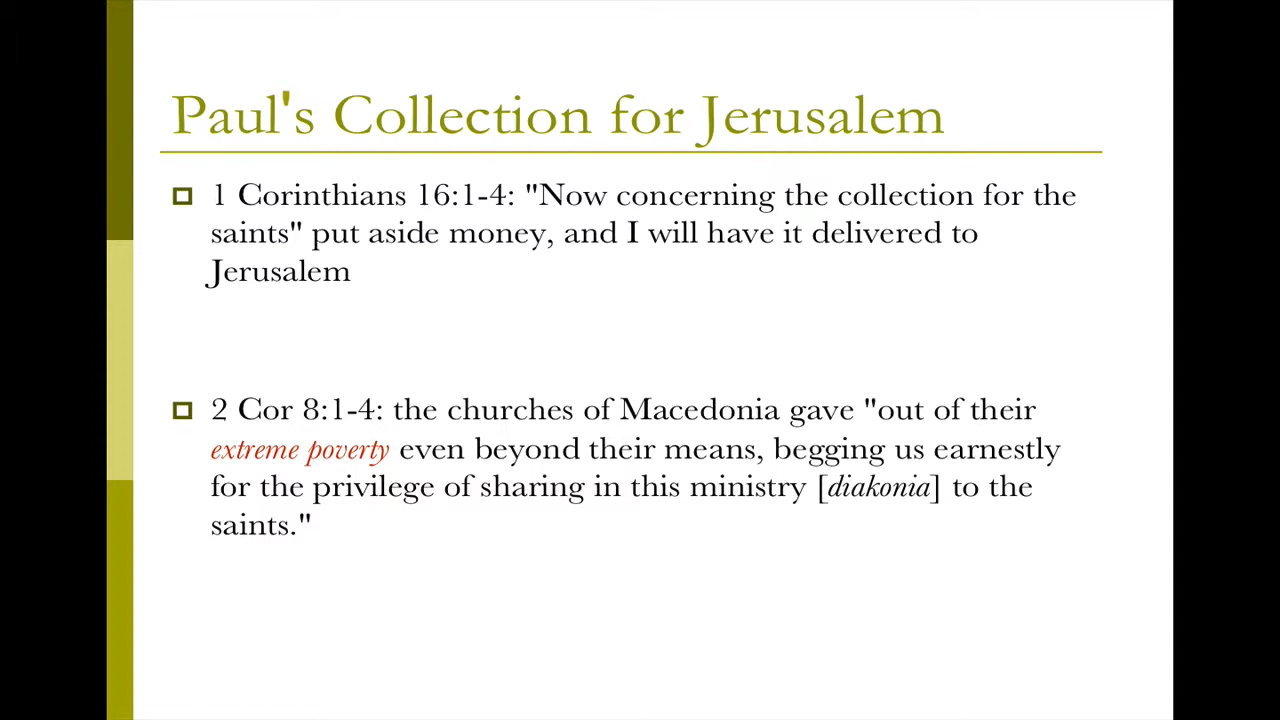 Paul's Collection for Jerusalem
1 Corinthians 16:1-4: "Now concerning the collection for the
saints" put aside money, and I will have it delivered to
Jerusalem
2 Cor 8:1-4: the churches of Macedonia gave "out of their
extreme poverty even beyond their means, begging us earnestly
for the privilege of sharing in this ministry [diakonia] to the
saints."